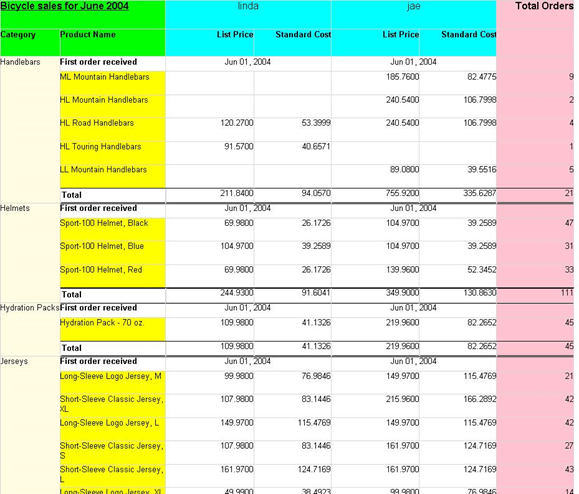 Bicycle sales for June 2004 linda jae Total Orders
Category Product Name List Price Standard Cost List Price Standard Cost
Handlebars First order received Jun 01, 2004 Jun 01, 2004
ML Mountain Handlebars 185.7600 82.4775 9
HL Mountain Handlebars 240.5400 106.7998 2
HL Road Handlebars 120.2700 53.3999 240.5400 106.7998 4
HL Touring Handlebars 91.5700 40.6571 1
LL Mountain Handlebars 89.0800 39.5516 5
Total 211.8400 94.0570 755.9200 335.6287 21
Helmets First order received Jun 01, 2004 Jun 01, 2004
Sport-100 Helmet, Black 69.9800 26.1726 104.9700 39.2589 47
Sport-100 Helmet, Blue 104.9700 39.2589 104.9700 39.2589 31
Sport-100 Helmet, Red 69.9800 26.1726 139.9600 52.3452 33
Total 244.9300 91.6041 349.9000 130.8630 111
Hydration Packs First order received Jun 01, 2004 Jun 01, 2004
Hydration Pack - 70 oz. 109.9800 41.1326 219.9600 82.2652 45
Total 109.9800 41.1326 219.9600 82.2652 45
Jerseys First order received Jun 01, 2004 Jun 01, 2004
Long-Sleeve Logo Jersey, M 99.9800 76.9846 149.9700 115.4769 21
Short-Sleeve Classic Jersey, 107.9800 83.1446 215.9600 166.2892 42
XL
Long-Sleeve Logo Jersey, L 149.9700 115.4769 149.9700 115.4769 42
Short-Sleeve Classic Jersey, 107.9800 83.1446 161.9700 124.7169 27
S
Short-Sleeve Classic Jersey, 161.9700 124.7169 161.9700 124.7169 43
L
Long-Sleeve Logo Jersey, XL 49.9900 38.4923 99.9800 76.9846 14